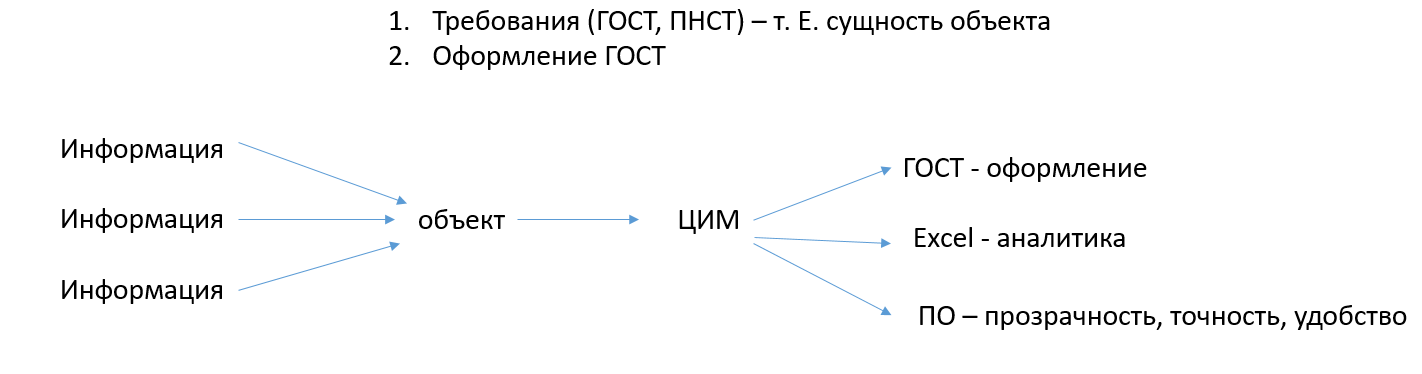 1. Требования (ГОСТ, ПНСТ) – т. Е. сущность объекта
2. Оформление ГОСТ
Информация
ГОСТ - оформление
Информация
объект
ЦИМ
Excel - аналитика
Информация
ПО – прозрачность, точность, удобство